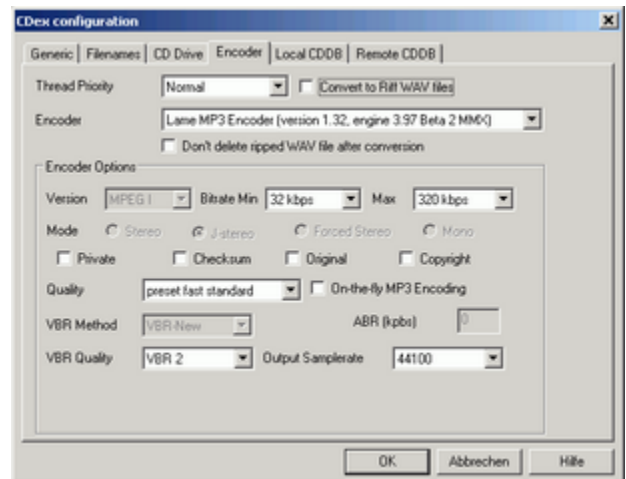 CDex configuration
Generic Filenames CD Drive Encoder Local CDDB Remote CDDB
Thread Priority Normal Convert to Riff WAV files
Encoder Lame MP3 Encoder (version 1.32, engine 3.97 Beta 2 MMX)
Don't delete ripped WAV file after conversion
Encoder Options
Version MPEG I Bitrate Min 32 kbps Max 320 kbps
Mode Stereo J-stereo Forced Stereo Mono
Private Checksum Original Copyright
Quality preset fast standard On-the-fly MP3 Encoding
VBR Method VBR-New ABR (kpbs) 0
VBR Quality VBR 2 Output Samplerate 44100
OK Abbrechen Hilfe